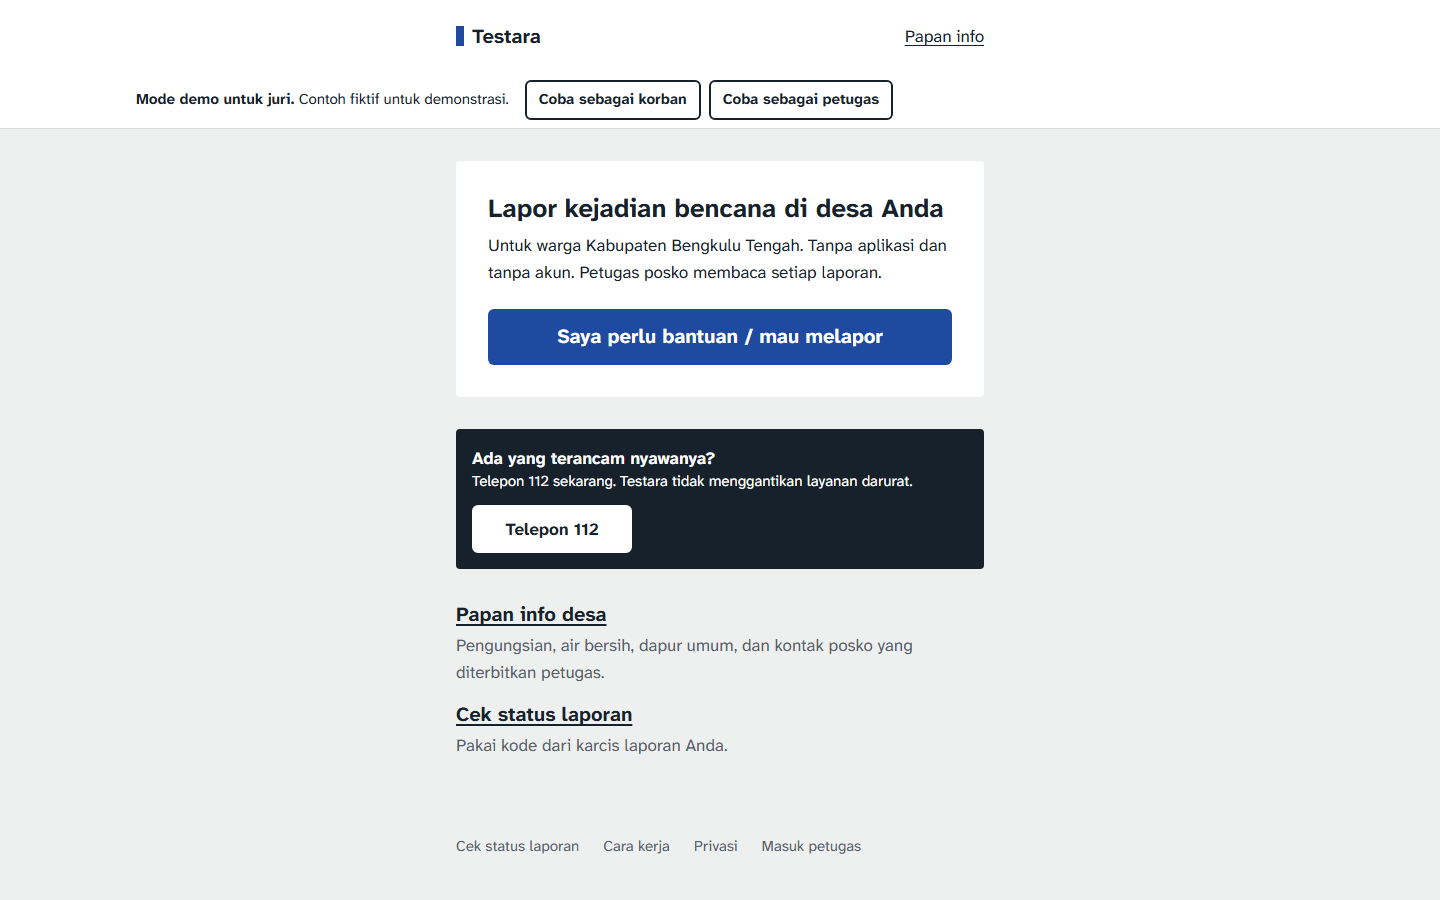 Testara
Papan info
Mode demo untuk juri. Contoh fiktif untuk demonstrasi.
Coba sebagai korban
Coba sebagai petugas
Lapor kejadian bencana di desa Anda
Untuk warga Kabupaten Bengkulu Tengah. Tanpa aplikasi dan
tanpa akun. Petugas posko membaca setiap laporan.
Saya perlu bantuan / mau melapor
Ada yang terancam nyawanya?
Telepon 112 sekarang. Testara tidak menggantikan layanan darurat.
Telepon 112
Papan info desa
Pengungsian, air bersih, dapur umum, dan kontak posko yang
diterbitkan petugas.
Cek status laporan
Pakai kode dari karcis laporan Anda.
Cek status laporan
Cara kerja
Privasi
Masuk petugas